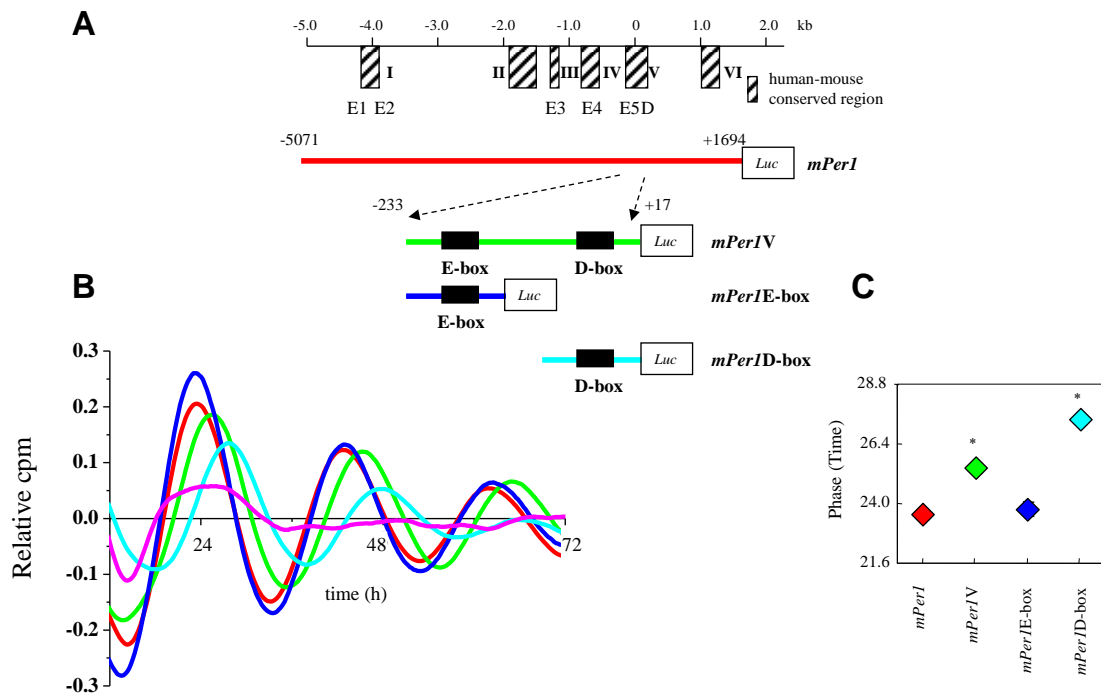 A
-5.0 -4.0 -3.0 -2.0 -1.0 0 1.0 2.0 kb
I II III IV V VI
E1 E2 E3 E4 E5 D
human-mouse
conserved region
-5071 +1694
Luc mPer1
-233 +17
Luc mPer1V
E-box D-box
Luc mPer1E-box
E-box
Luc mPer1D-box
D-box
B
Relative cpm
0.3
0.2
0.1
0.0
-0.1
-0.2
-0.3
24 48 72
time (h)
C
Phase (Time)
28.8
26.4
24.0
21.6
* *
mPer1
mPer1V
mPer1E-box
mPer1D-box